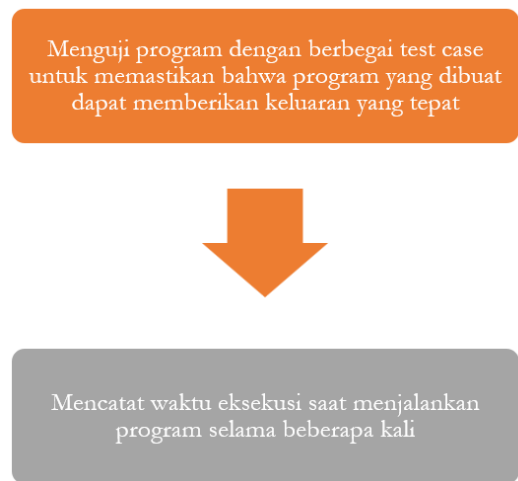 Menguji program dengan berbegai test case
untuk memastikan bahwa program yang dibuat
dapat memberikan keluaran yang tepat
Mencatat waktu eksekusi saat menjalankan
program selama beberapa kali